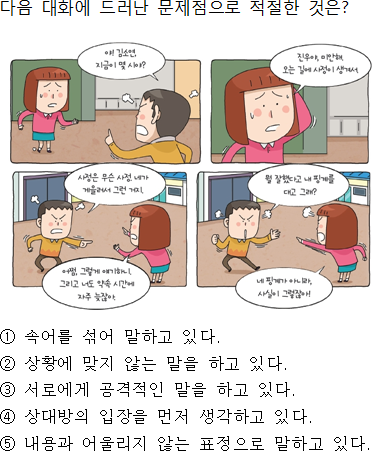 다음 대화에 드러난 문제점으로 적절한 것은?
야! 김소연,
지금이 몇 시야?
진우야, 미안해.
오는 길에 사정이 생겨서
사정은 무슨 사정 네가
게을러서 그런 거지.
어쩜, 그렇게 얘기하니.
그리고 너도 약속 시간에
자주 늦잖아.
뭘 잘했다고 내 핑계를
대고 그래?
네 핑계가 아니라,
사실이 그렇잖아!
① 속어를 섞어 말하고 있다.
② 상황에 맞지 않는 말을 하고 있다.
③ 서로에게 공격적인 말을 하고 있다.
④ 상대방의 입장을 먼저 생각하고 있다.
⑤ 내용과 어울리지 않는 표정으로 말하고 있다.